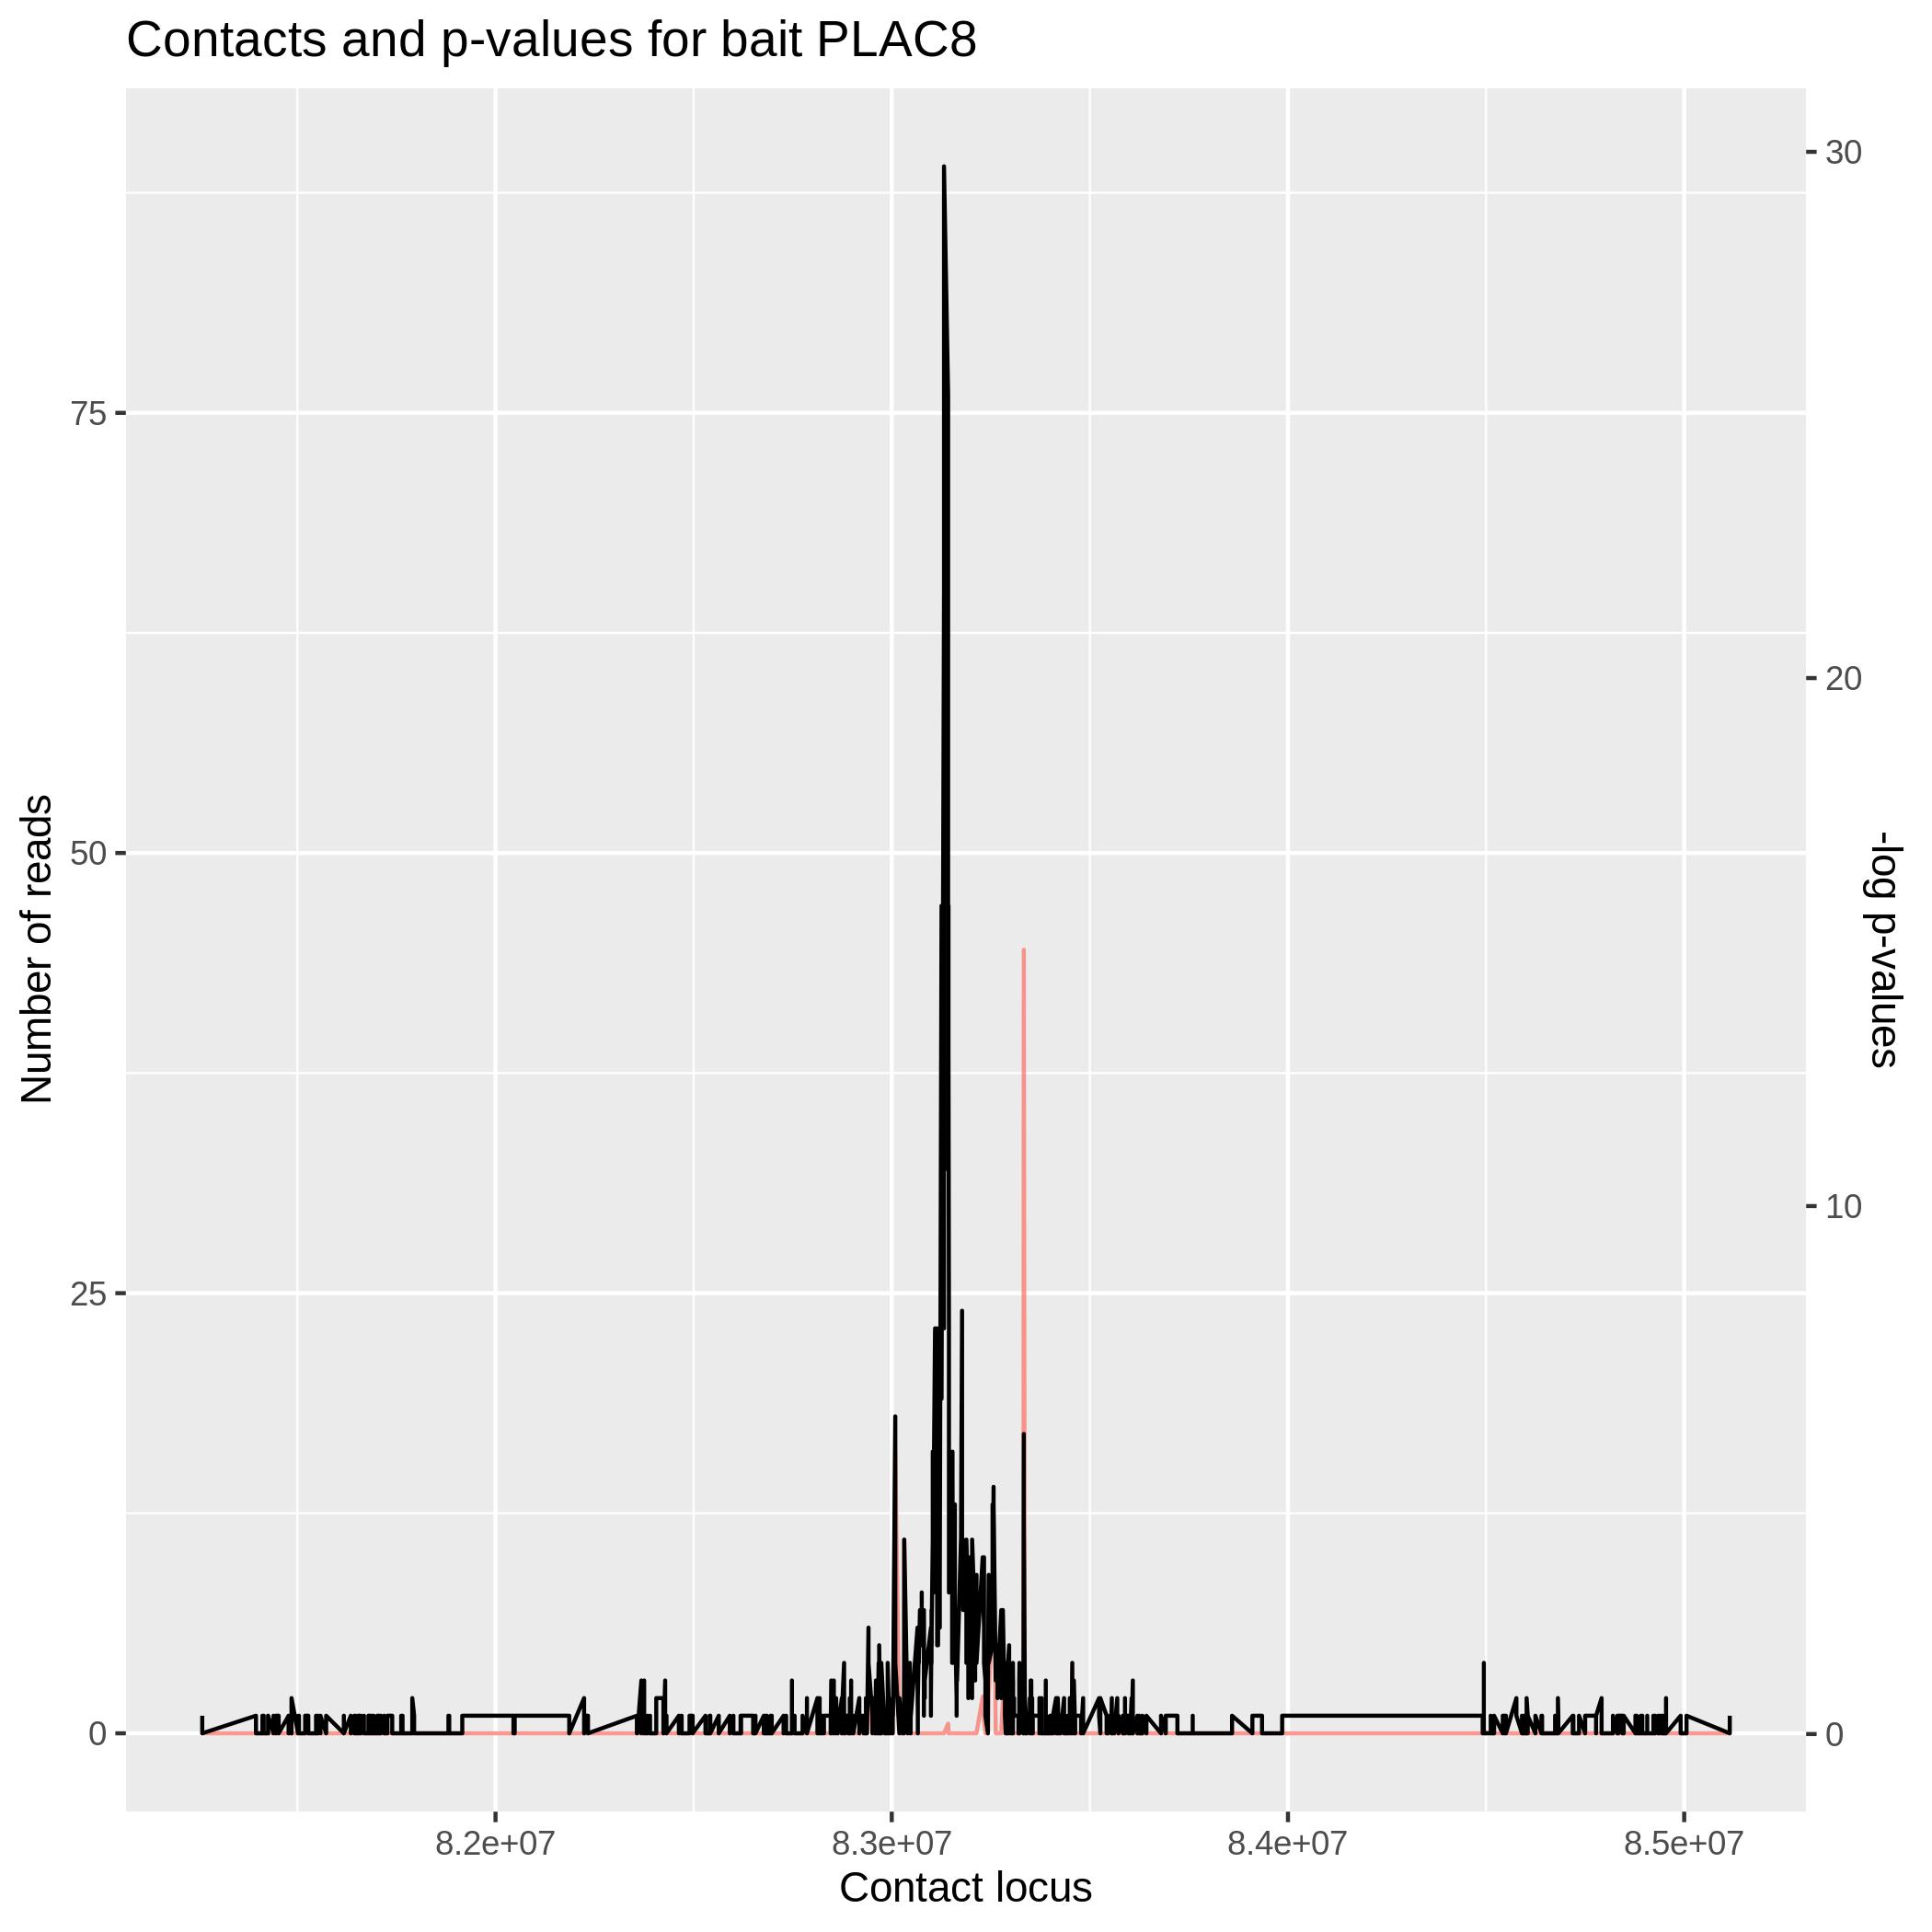 Contacts and p-values for bait PLAC8
Number of reads
75
50
25
0
-log p-values
30
20
10
0
8.2e+07
8.3e+07
8.4e+07
8.5e+07
Contact locus